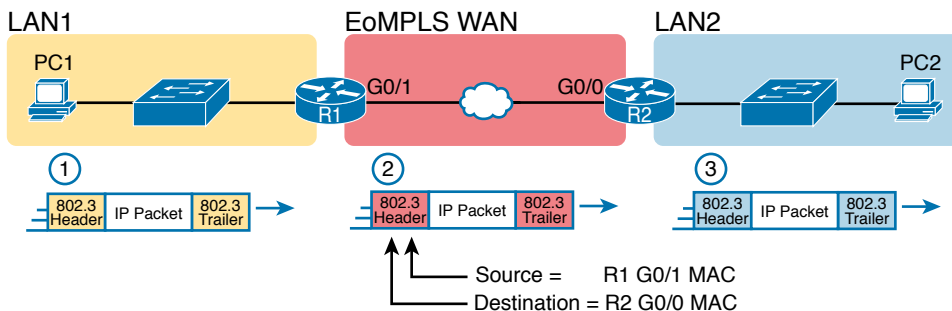 LAN1
EoMPLS WAN
LAN2
PC1
PC2
G0/1
G0/0
R1
R2
1
2
3
802.3
Header
IP Packet
802.3
Trailer
802.3
Header
IP Packet
802.3
Trailer
802.3
Header
IP Packet
802.3
Trailer
Source = R1 G0/1 MAC
Destination = R2 G0/0 MAC